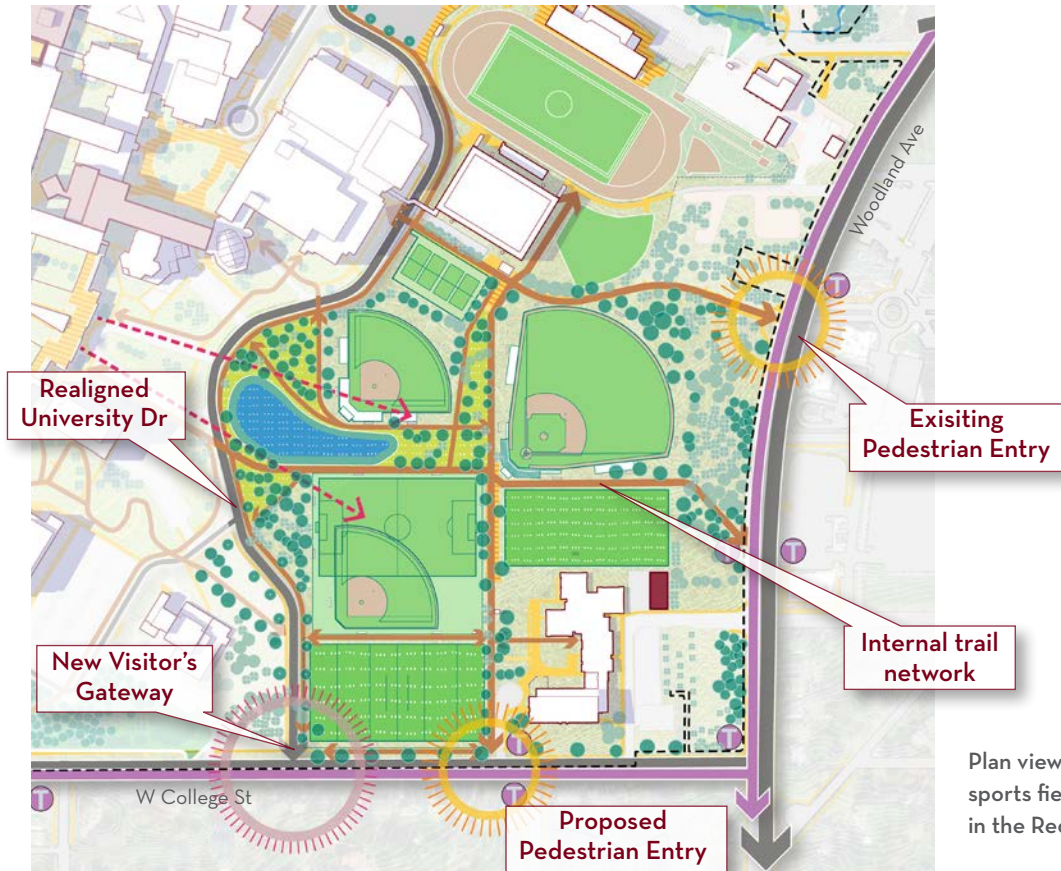 Woodland Ave
T
Realigned
University Dr
Exisiting
Pedestrian Entry
T
T
Internal trail
network
New Visitor's
Gateway
T
T
T
T
W College St
Proposed
Pedestrian Entry
Plan view
sports fie
in the Rec